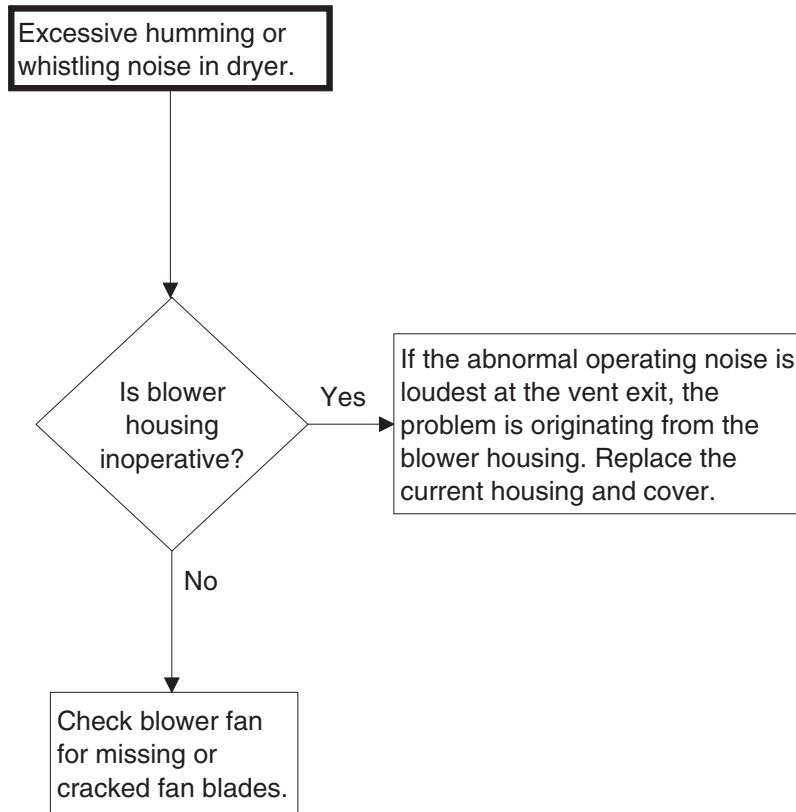 Excessive humming or
whistling noise in dryer.
Is blower
housing
inoperative?
Yes
If the abnormal operating noise is
loudest at the vent exit, the
problem is originating from the
blower housing. Replace the
current housing and cover.
No
Check blower fan
for missing or
cracked fan blades.